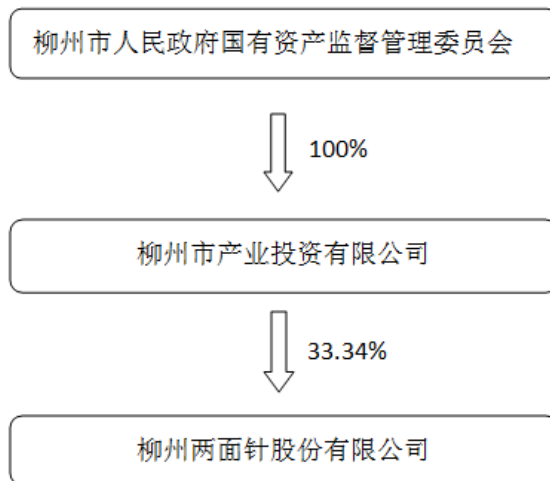 柳州市人民政府国有资产监督管理委员会
100%
柳州市产业投资有限公司
33.34%
柳州两面针股份有限公司